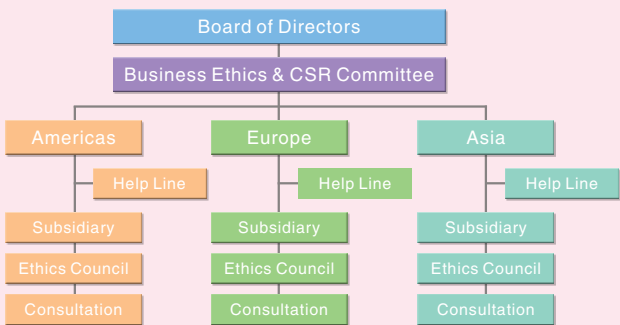 Board of Directors
Business Ethics & CSR Committee
Americas
Europe
Asia
Help Line
Help Line
Help Line
Subsidiary
Subsidiary
Subsidiary
Ethics Council
Ethics Council
Ethics Council
Consultation
Consultation
Consultation